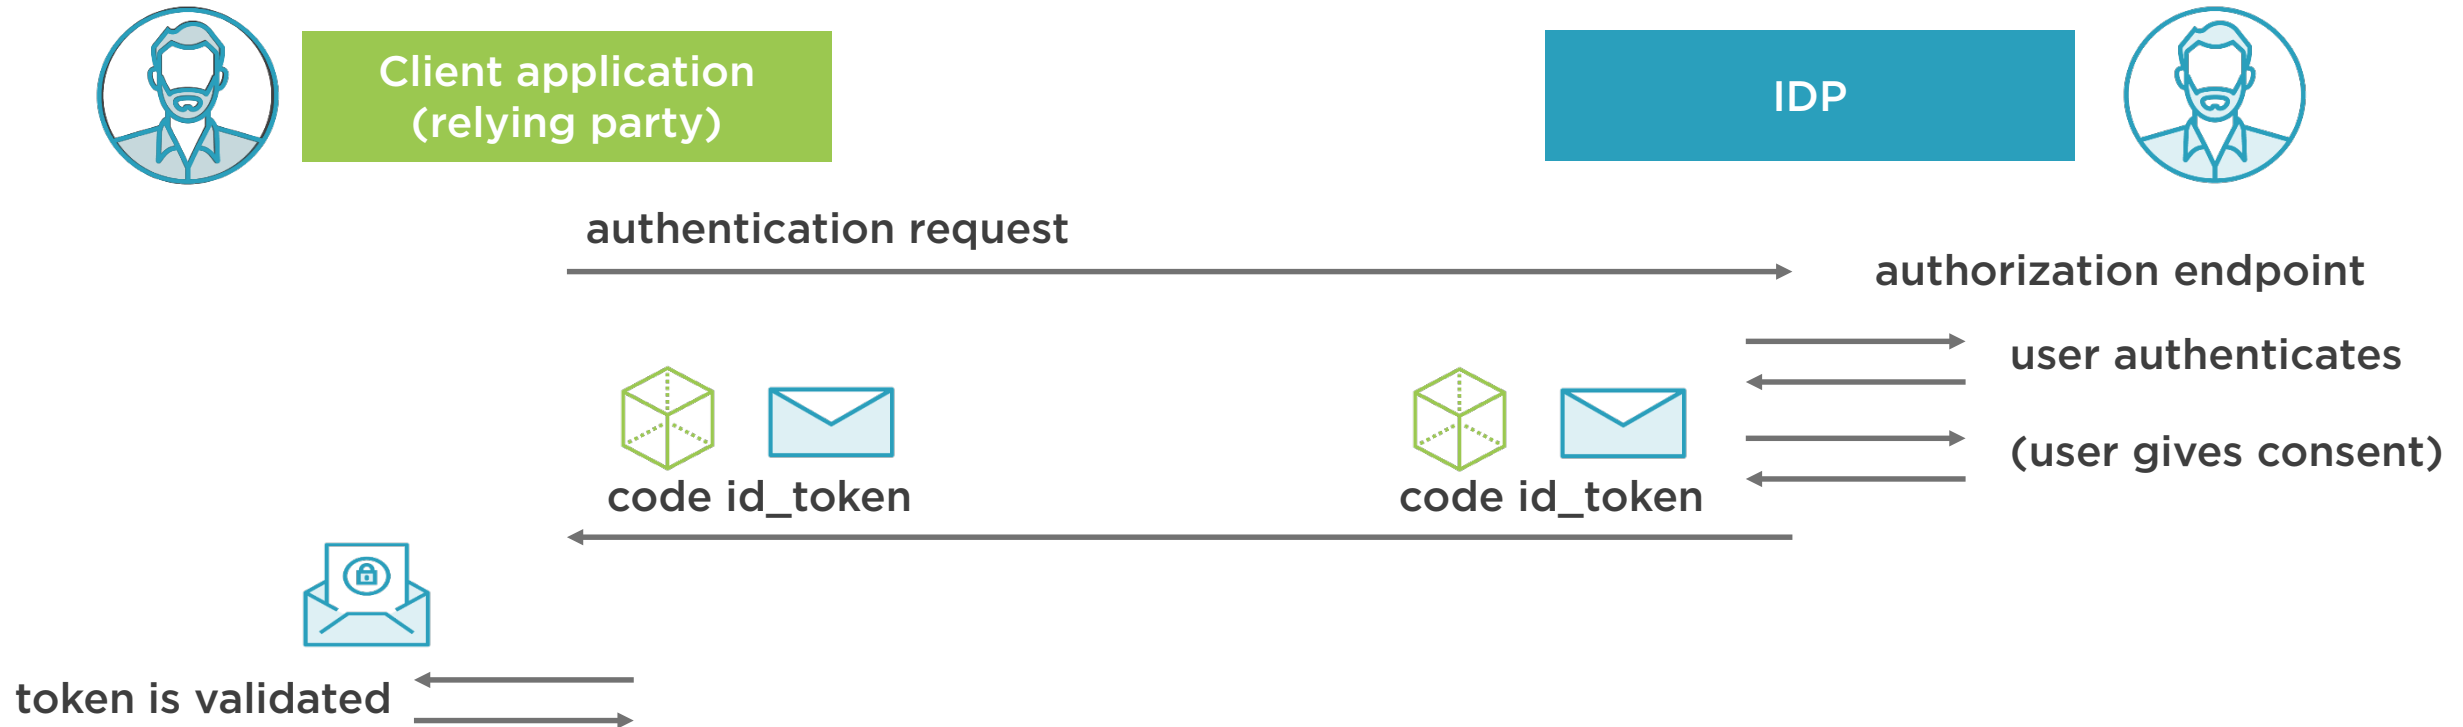 Client application
(relying party)
IDP
authentication request
authorization endpoint
user authenticates
(user gives consent)
code id_token
code id_token
token is validated